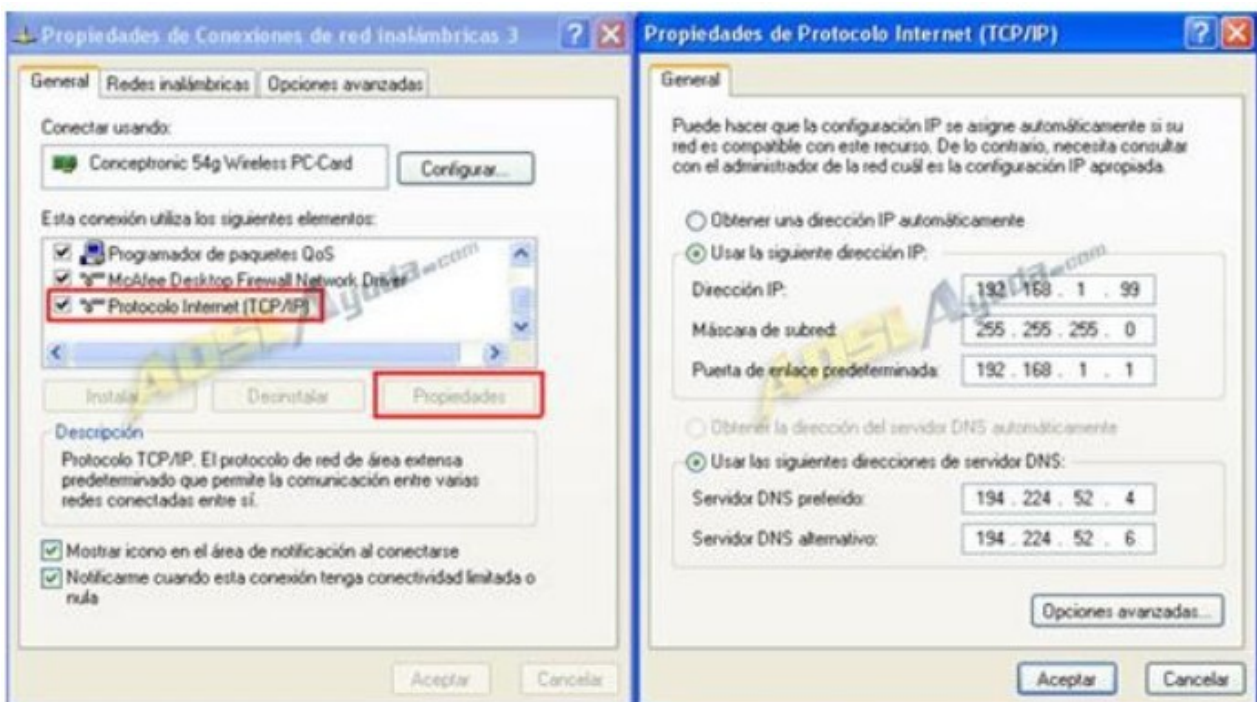 Propiedades de Conexiones de red inalámbricas 3
General
Redes inalámbricas
Opciones avanzadas
Conectar usando:
Conceptronic 54g Wireless PC-Card
Configurar...
Esta conexión utiliza los siguientes elementos:
Programador de paquetes QoS
McAfee Desktop Firewall Network Driver
Protocolo Internet (TCP/IP)
ADSLAyuda.com
Instalar...
Desinstalar
Propiedades
Descripción
Protocolo TCP/IP. El protocolo de red de área extensa
predeterminado que permite la comunicación entre varias
redes conectadas entre sí.
Mostrar icono en el área de notificación al conectarse
Notificarme cuando esta conexión tenga conectividad limitada o
nula
Aceptar
Cancelar
Propiedades de Protocolo Internet (TCP/IP)
General
Puede hacer que la configuración IP se asigne automáticamente si su
red es compatible con este recurso. De lo contrario, necesita consultar
con el administrador de la red cuál es la configuración IP apropiada.
Obtener una dirección IP automáticamente
Usar la siguiente dirección IP:
Dirección IP: 192 . 168 . 1 . 99
Máscara de subred: 255 . 255 . 255 . 0
Puerta de enlace predeterminada: 192 . 168 . 1 . 1
ADSLAyuda.com
Obtener la dirección del servidor DNS automáticamente
Usar las siguientes direcciones de servidor DNS:
Servidor DNS preferido: 194 . 224 . 52 . 4
Servidor DNS alternativo: 194 . 224 . 52 . 6
Opciones avanzadas...
Aceptar
Cancelar